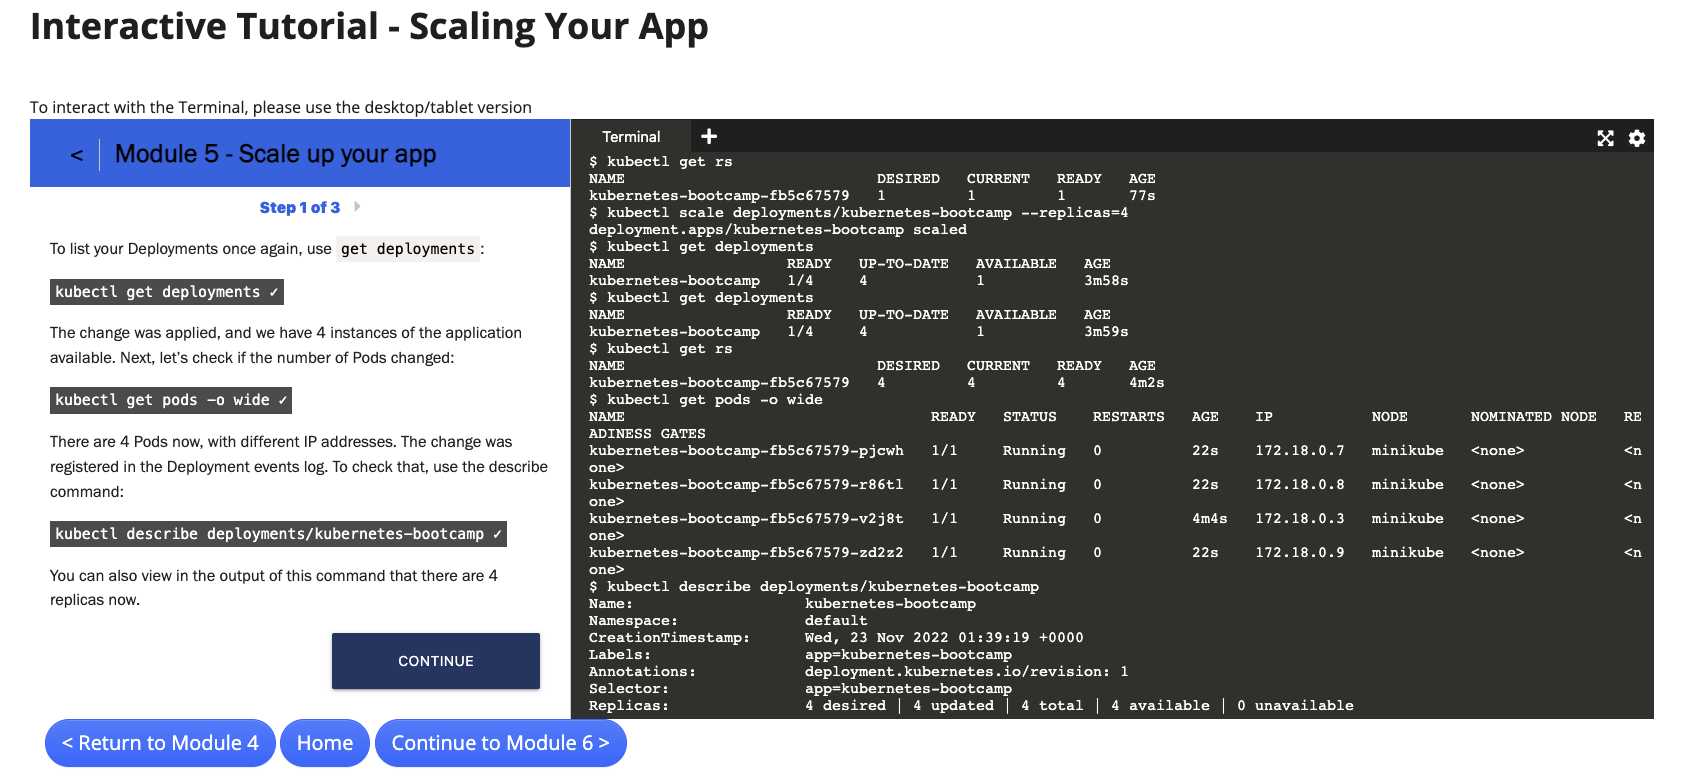 Interactive Tutorial - Scaling Your App
To interact with the Terminal, please use the desktop/tablet version
< Module 5 - Scale up your app
Step 1 of 3
To list your Deployments once again, use get deployments :
kubectl get deployments ✓
The change was applied, and we have 4 instances of the application
available. Next, let’s check if the number of Pods changed:
kubectl get pods -o wide ✓
There are 4 Pods now, with different IP addresses. The change was
registered in the Deployment events log. To check that, use the describe
command:
kubectl describe deployments/kubernetes-bootcamp ✓
You can also view in the output of this command that there are 4
replicas now.
CONTINUE
Terminal +
$ kubectl get rs
NAME DESIRED CURRENT READY AGE
kubernetes-bootcamp-fb5c67579 1 1 1 77s
$ kubectl scale deployments/kubernetes-bootcamp --replicas=4
deployment.apps/kubernetes-bootcamp scaled
$ kubectl get deployments
NAME READY UP-TO-DATE AVAILABLE AGE
kubernetes-bootcamp 1/4 4 1 3m58s
$ kubectl get deployments
NAME READY UP-TO-DATE AVAILABLE AGE
kubernetes-bootcamp 1/4 4 1 3m59s
$ kubectl get rs
NAME DESIRED CURRENT READY AGE
kubernetes-bootcamp-fb5c67579 4 4 4 4m2s
$ kubectl get pods -o wide
NAME READY STATUS RESTARTS AGE IP NODE NOMINATED NODE RE
ADINESS GATES
kubernetes-bootcamp-fb5c67579-pjcwh 1/1 Running 0 22s 172.18.0.7 minikube <none> <n
one>
kubernetes-bootcamp-fb5c67579-r86tl 1/1 Running 0 22s 172.18.0.8 minikube <none> <n
one>
kubernetes-bootcamp-fb5c67579-v2j8t 1/1 Running 0 4m4s 172.18.0.3 minikube <none> <n
one>
kubernetes-bootcamp-fb5c67579-zd2z2 1/1 Running 0 22s 172.18.0.9 minikube <none> <n
one>
$ kubectl describe deployments/kubernetes-bootcamp
Name: kubernetes-bootcamp
Namespace: default
CreationTimestamp: Wed, 23 Nov 2022 01:39:19 +0000
Labels: app=kubernetes-bootcamp
Annotations: deployment.kubernetes.io/revision: 1
Selector: app=kubernetes-bootcamp
Replicas: 4 desired | 4 updated | 4 total | 4 available | 0 unavailable
< Return to Module 4
Home
Continue to Module 6 >